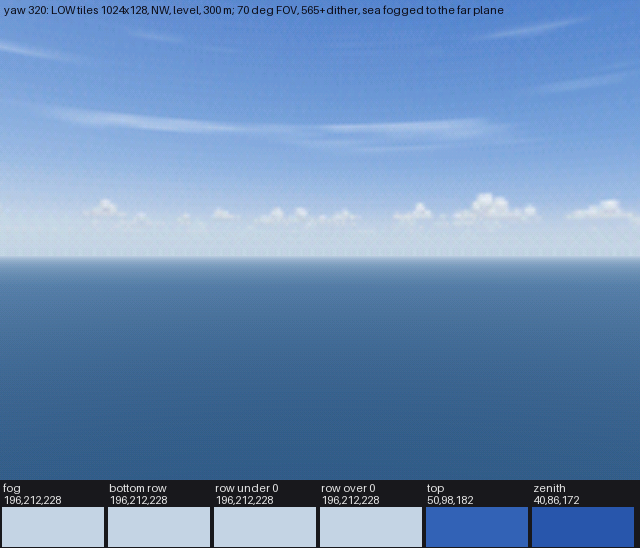 yaw 320: LOW tiles 1024x128, NW, level, 300 m; 70 deg FOV, 565+dither, sea fogged to the far plane
fog bottom row row under 0 row over 0 top zenith
196,212,228 196,212,228 196,212,228 196,212,228 50,98,182 40,86,172